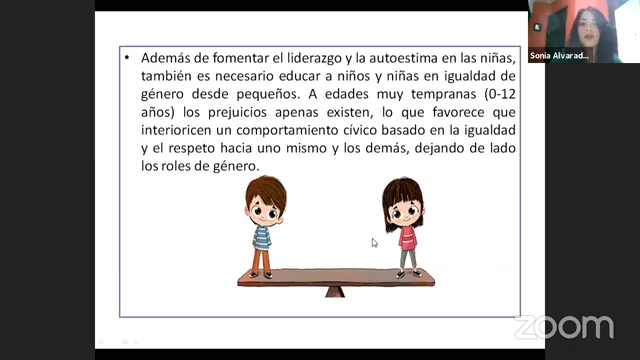 Sonia Alvarad...
• Además de fomentar el liderazgo y la autoestima en las niñas,
también es necesario educar a niños y niñas en igualdad de
género desde pequeños. A edades muy tempranas (0-12
años) los prejuicios apenas existen, lo que favorece que
interioricen un comportamiento cívico basado en la igualdad
y el respeto hacia uno mismo y los demás, dejando de lado
los roles de género.
zoom